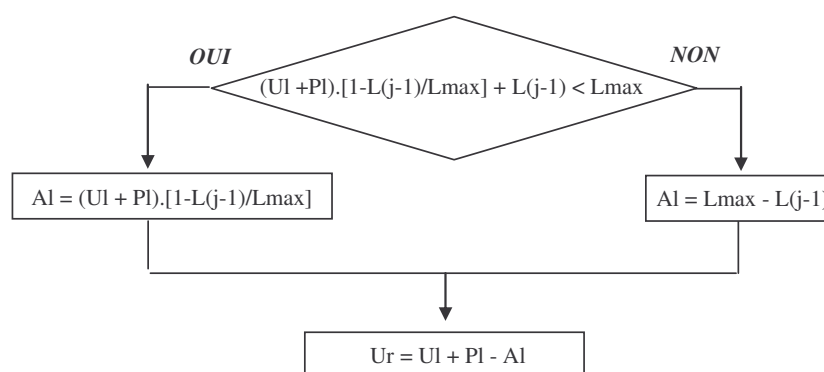 OUI
NON
(Ul +Pl).[1-L(j-1)/Lmax] + L(j-1) < Lmax
Al = (Ul + Pl).[1-L(j-1)/Lmax]
Al = Lmax - L(j-1)
Ur = Ul + Pl - Al